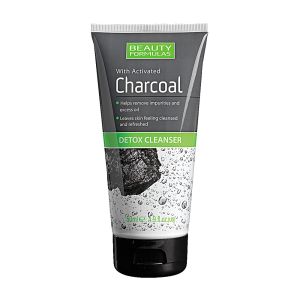 BEAUTY
FORMULAS
With Activated
Charcoal
• Helps remove impurities and
excess oil
• Leaves skin feeling cleansed
and refreshed
DETOX CLEANSER